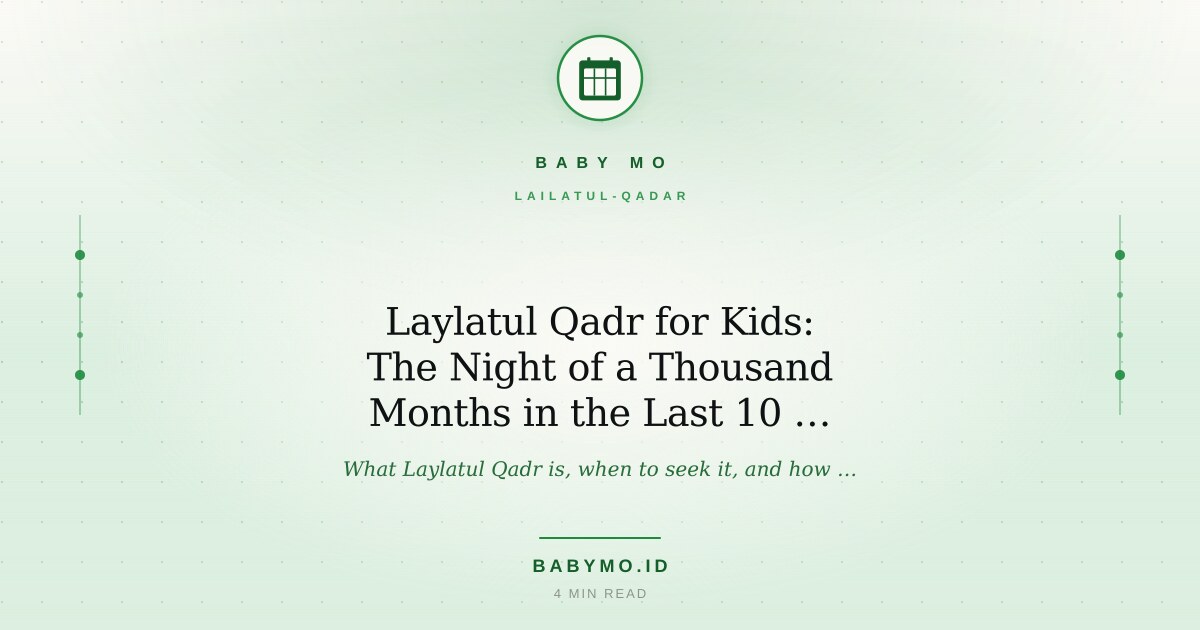 BABY MO
LAILATUL-QADAR
Laylatul Qadr for Kids:
The Night of a Thousand
Months in the Last 10 …
What Laylatul Qadr is, when to seek it, and how …
BABYMO.ID
4 MIN READ